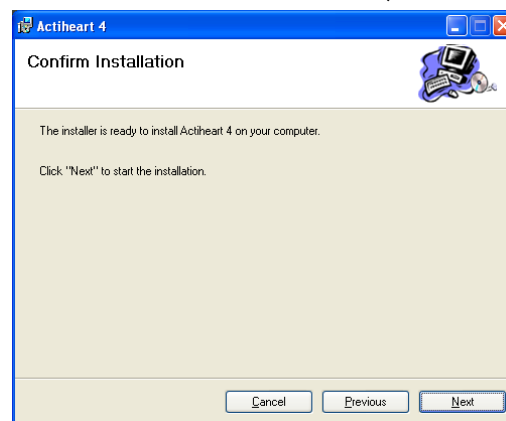 Actiheart 4
Confirm Installation
The installer is ready to install Actiheart 4 on your computer.
Click "Next" to start the installation.
Cancel Previous Next